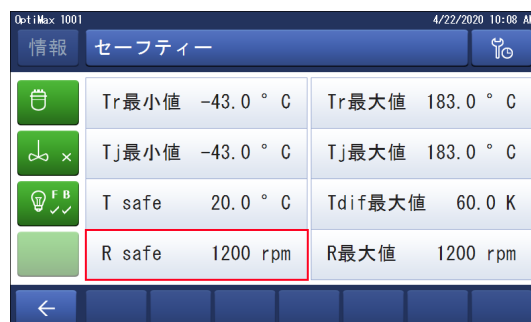 OptiMax 1001 4/22/2020 10:08 AM
情報 セーフティー
Tr最小値 -43.0 ° C Tr最大値 183.0 ° C
Tj最小値 -43.0 ° C Tj最大値 183.0 ° C
F B
T safe 20.0 ° C Tdif最大値 60.0 K
R safe 1200 rpm R最大値 1200 rpm